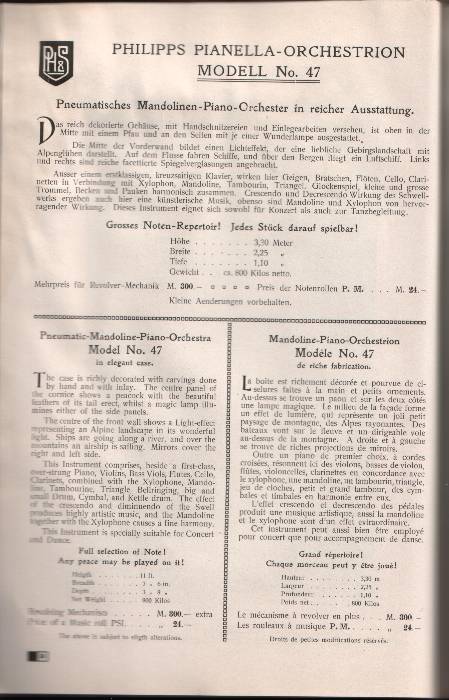 PH&S
PHILIPPS PIANELLA-ORCHESTRION
MODELL No. 47
Pneumatisches Mandolinen-Piano-Orchester in reicher Ausstattung.
Das reich dekorierte Gehäuse, mit Handschnitzereien und Einlegearbeiten versehen, ist oben in der
Mitte mit einem Pfau und an den Seiten mit je einer Wunderlampe ausgestattet.
Die Mitte der Vorderwand bildet einen Lichteffekt, der eine liebliche Gebirgslandschaft mit
Alpenglühen darstellt. Auf dem Flusse fahren Schiffe, und über den Bergen fliegt ein Luftschiff. Links
und rechts sind reiche facettierte Spiegelverglasungen angebracht.
Ausser einem erstklassigen, kreuzsaitigen Klavier, wirken hier Geigen, Bratschen, Flöten, Cello, Clari-
netten in Verbindung mit Xylophon, Mandoline, Tambourin, Triangel, Glockenspiel, kleine und grosse
Trommel, Becken und Pauken harmonisch zusammen. Crescendo und Decrescendo Wirkung des Schwell-
werks ergeben auch hier eine künstlerische Musik, ebenso sind Mandoline und Xylophon von hervor-
ragender Wirkung. Dieses Instrument eignet sich sowohl für Konzert als auch zur Tanzbegleitung.
Grosses Noten-Repertoir! Jedes Stück darauf spielbar!
Höhe . . . . . . . 3,30 Meter
Breite . . . . . . . 2,25 „
Tiefe . . . . . . . 1,10 „
Gewicht . . ca. 800 Kilos netto.
Mehrpreis für Revolver-Mechanik M. 300 — Preis der Notenrollen P. M. . . . M. 24.—
Kleine Aenderungen vorbehalten.
Pneumatic-Mandoline-Piano-Orchestra
Model No. 47
in elegant case.
The case is richly decorated with carvings done
by hand and with inlay. The centre panel of
the cornice shows a peacock with the beautiful
feathers of its tail erect, whilst a magic lamp illu-
mines either of the side panels.
The centre of the front wall shows a Light-effect
representing an Alpine landscape in its wonderful
light. Ships are going along a river, and over the
mountains an airship is sailing. Mirrors cover the
right and left side.
This Instrument comprises, beside a first-class,
over-strung Piano, Violins, Bass Viols, Flutes, Cello,
Clarinets, combined with the Xylophone, Mando-
line, Tambourine, Triangle Bellringing, big and
small Drum, Cymbal, and Kettle drum. The effect
of the crescendo and diminuendo of the Swell
produces highly artistic music, and the Mandoline
together with the Xylophone causes a fine harmony.
This Instrument is specially suitable for Concert
and Dance.
Full selection of Note!
Any peace may be played on it!
Heigth . . . . . . . 11 ft.
Breadth . . . . . . 7 „ 6 in.
Depth . . . . . . . 3 „ 8 „
Net Weight . . . . 800 Kilos
Revolving Mechanism . . . . . M. 300.— extra
Price of a Music roll PSI. . . . . „ 24.—
The above is subject to sligth alterations.
Mandoline-Piano-Orchestrion
Modèle No. 47
de riche fabrication.
La boite est richement décorée et pourvue de ci-
selures faites à la main et petits ornements.
Au-dessus se trouve un paon et sur les deux côtés
une lampe magique. Le milieu de la façade forme
un effet de lumière, qui représente un joli petit
paysage de montagne, des Alpes rayonantes. Des
bateaux vont sur le fleuve et un dirigeable vole
au-dessus de la montagne. A droite et à gauche
se trouve de riches projections de miroirs.
Outre un piano de premier choix, à cordes
croisées, résonnent ici des violons, basses de violon,
flûtes, violoncelles, clarinettes en concordance avec
le xylophone, une mandoline, un tambourin, triangle,
jeu de cloches, petit et grand tambour, des cym-
bales et timbales en harmonie entre eux.
L'effet crescendo et decrescendo des pédales
produit une musique artistique, aussi la mandoline
et le xylophone sont d'un effet extraordinaire.
Cet instrument peut aussi bien être employé
pour concert que pour accompagnement de danse.
Grand répertoire!
Chaque morceau peut y être joué!
Hauteur . . . . . . . . 3,30 m
Largeur . . . . . . . . 2,25 „
Profondeur . . . . . . 1,10 „
Poids net . . . . . . . 800 Kilos
Le mécanisme à révolver en plus . . . M. 300 —
Les rouleaux à musique P. M. . . . . „ 24.—
Droits de petites modifications réservés.